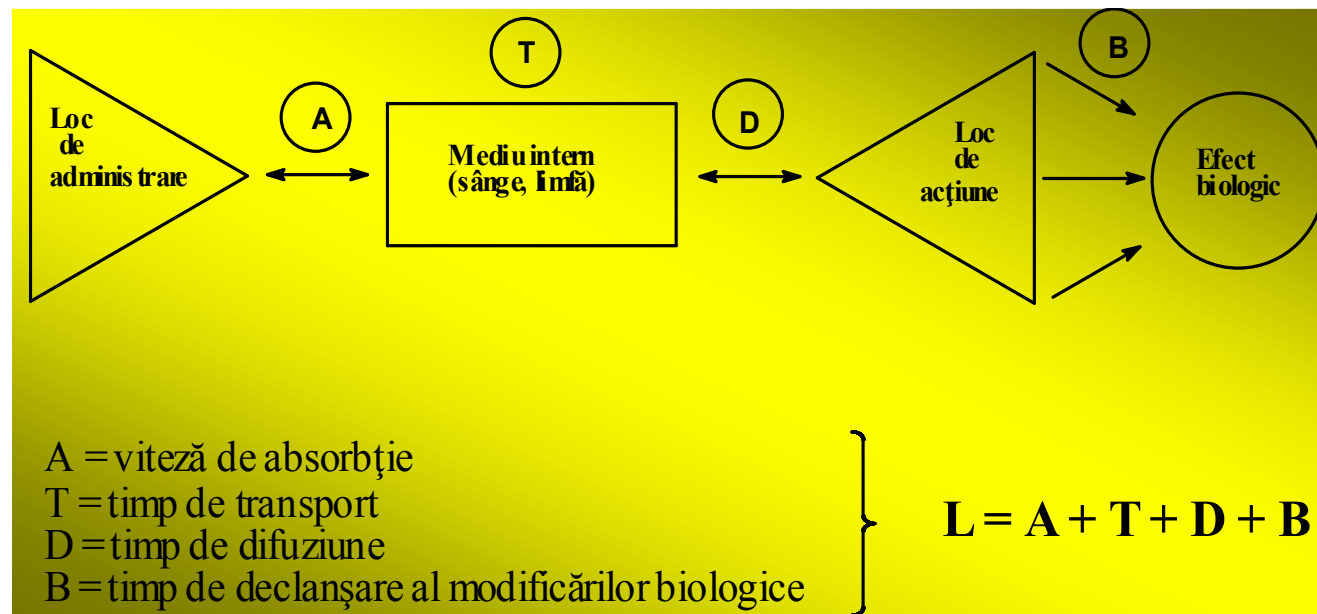 T
B
A
D
Loc
de
administrare
Mediu intern
(sânge, limfă)
Loc
de
acţiune
Efect
biologic
A = viteză de absorbţie
T = timp de transport
D = timp de difuziune
B = timp de declanşare al modificărilor biologice
L = A + T + D + B